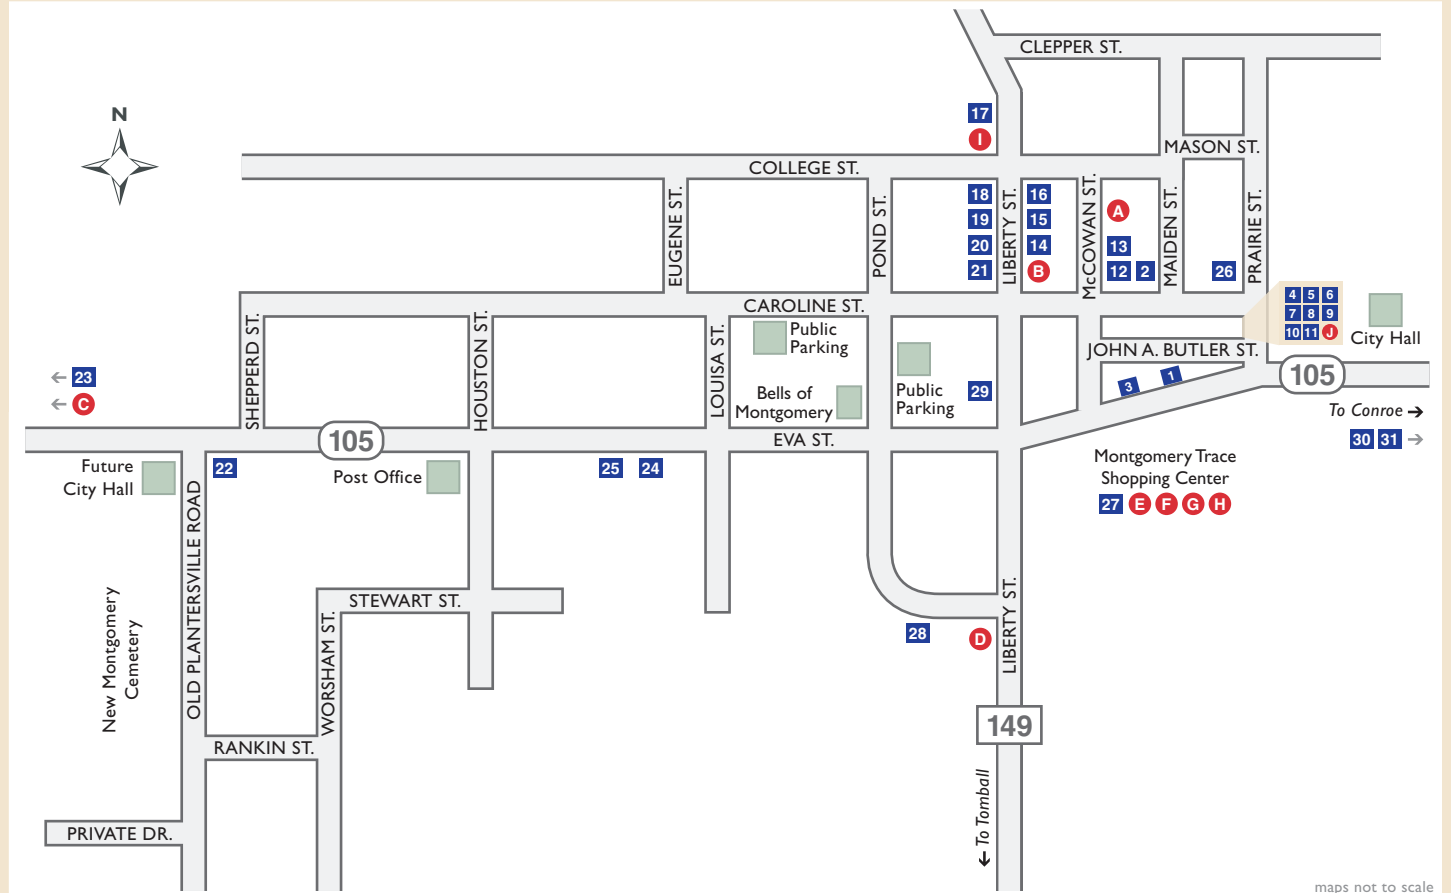 CLEPPER ST.
N
17
I
MASON ST.
COLLEGE ST.
EUGENE ST.
POND ST.
18
19
20
21
LIBERTY ST.
16
15
14
B
McCOWAN ST.
A
13
12 2
MAIDEN ST.
26
PRAIRIE ST.
4 5 6
7 8 9
10 11 J
City Hall
CAROLINE ST.
SHEPPERD ST.
HOUSTON ST.
LOUISA ST.
Public
Parking
Bells of
Montgomery
Public
Parking
29
JOHN A. BUTLER ST.
3
1
105
To Conroe →
30 31 →
← 23
← C
105
EVA ST.
Future
City Hall
22
Post Office
25 24
Montgomery Trace
Shopping Center
27 E F G H
OLD PLANTERSVILLE ROAD
New Montgomery
Cemetery
STEWART ST.
WORSHAM ST.
28
D
LIBERTY ST.
149
← To Tomball
RANKIN ST.
PRIVATE DR.
maps not to scale